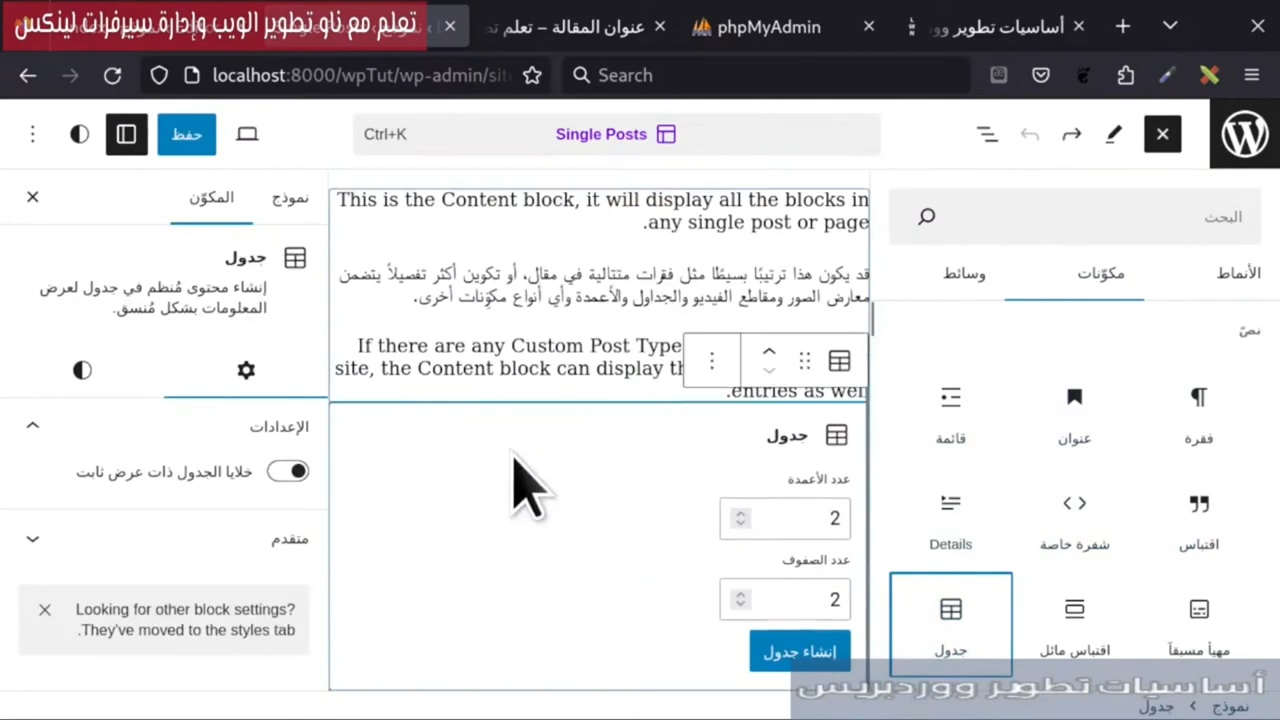 تعلم مع ناو تطوير الويب وإدارة سيرفرات لينكس
عنوان المقالة – تعلم
phpMyAdmin
أساسيات تطوير وور
localhost:8000/wpTut/wp-admin/sit
Search
حفظ
Ctrl+K
Single Posts
نموذج
المكوّن
جدول
إنشاء محتوى مُنظم في جدول لعرض
المعلومات بشكل مُنسق.
الإعدادات
خلايا الجدول ذات عرض ثابت
متقدم
Looking for other block settings?
They've moved to the styles tab.
This is the Content block, it will display all the blocks in
any single post or page.
قد يكون هذا ترتيبًا بسيطًا مثل فقرات متتالية في مقال، أو تكوين أكثر تفصيلاً يتضمن
معارض الصور ومقاطع الفيديو والجداول والأعمدة وأي أنواع مكوّنات أخرى.
If there are any Custom Post Type
site, the Content block can display th
entries as well.
جدول
عدد الأعمدة
2
عدد الصفوف
2
إنشاء جدول
البحث
الأنماط
مكوّنات
وسائط
نصّ
فقرة
عنوان
قائمة
اقتباس
شفرة خاصة
Details
مهيأ مسبقاً
اقتباس مائل
جدول
أساسيات تطوير ووردبريس
نموذج
جدول